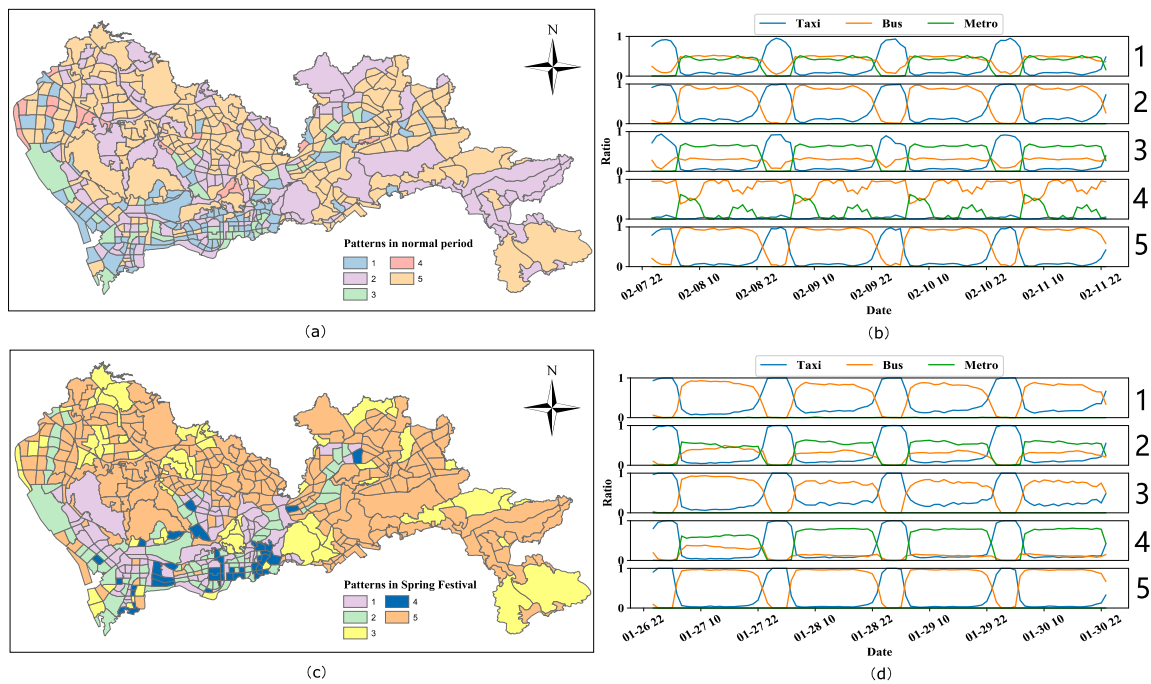 N
Patterns in normal period
1 4
2 5
3
(a)
Taxi Bus Metro
1
0
1
1
0
2
1
0
3
1
0
4
1
0
5
Ratio
02-07 22 02-08 10 02-08 22 02-09 10 02-09 22 02-10 10 02-10 22 02-11 10 02-11 22
Date
(b)
N
Patterns in Spring Festival
1 4
2 5
3
(c)
Taxi Bus Metro
1
0
1
1
0
2
1
0
3
1
0
4
1
0
5
Ratio
01-26 22 01-27 10 01-27 22 01-28 10 01-28 22 01-29 10 01-29 22 01-30 10 01-30 22
Date
(d)